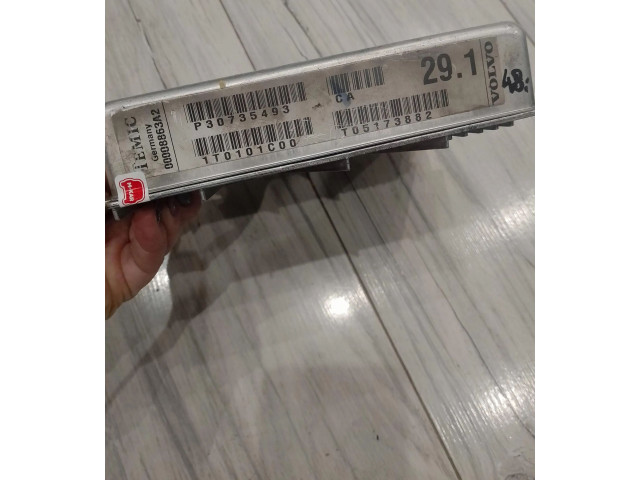 TEMIC
Germany
00008863A2
P30735493
CA
29.1
VOLVO
48.
1T0101C00
T05173882